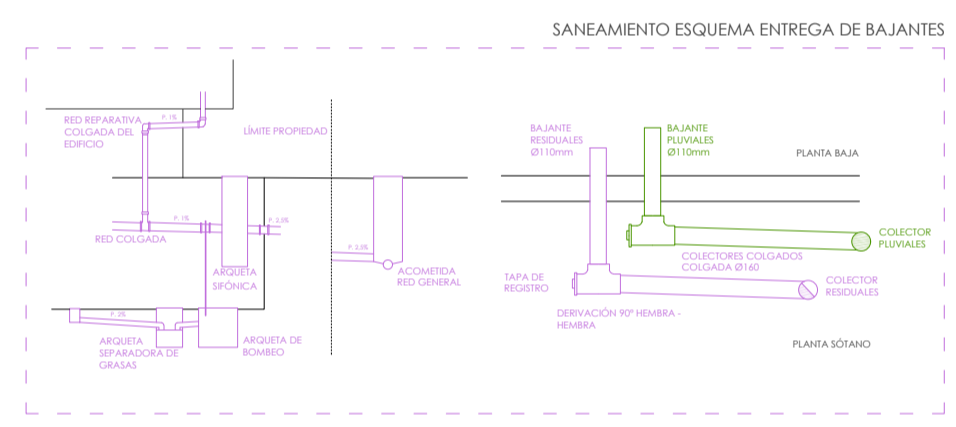 SANEAMIENTO ESQUEMA ENTREGA DE BAJANTES
RED REPARATIVA
COLGADA DEL
EDIFICIO
P. 1%
LÍMITE PROPIEDAD
P. 1%
P. 2,5%
RED COLGADA
P. 2,5%
ARQUETA
SIFÓNICA
ACOMETIDA
RED GENERAL
P. 2%
ARQUETA
SEPARADORA DE
GRASAS
ARQUETA DE
BOMBEO
BAJANTE
RESIDUALES
Ø110mm
BAJANTE
PLUVIALES
Ø110mm
PLANTA BAJA
COLECTOR
PLUVIALES
COLECTORES COLGADOS
COLGADA Ø160
TAPA DE
REGISTRO
COLECTOR
RESIDUALES
DERIVACIÓN 90º HEMBRA -
HEMBRA
PLANTA SÓTANO